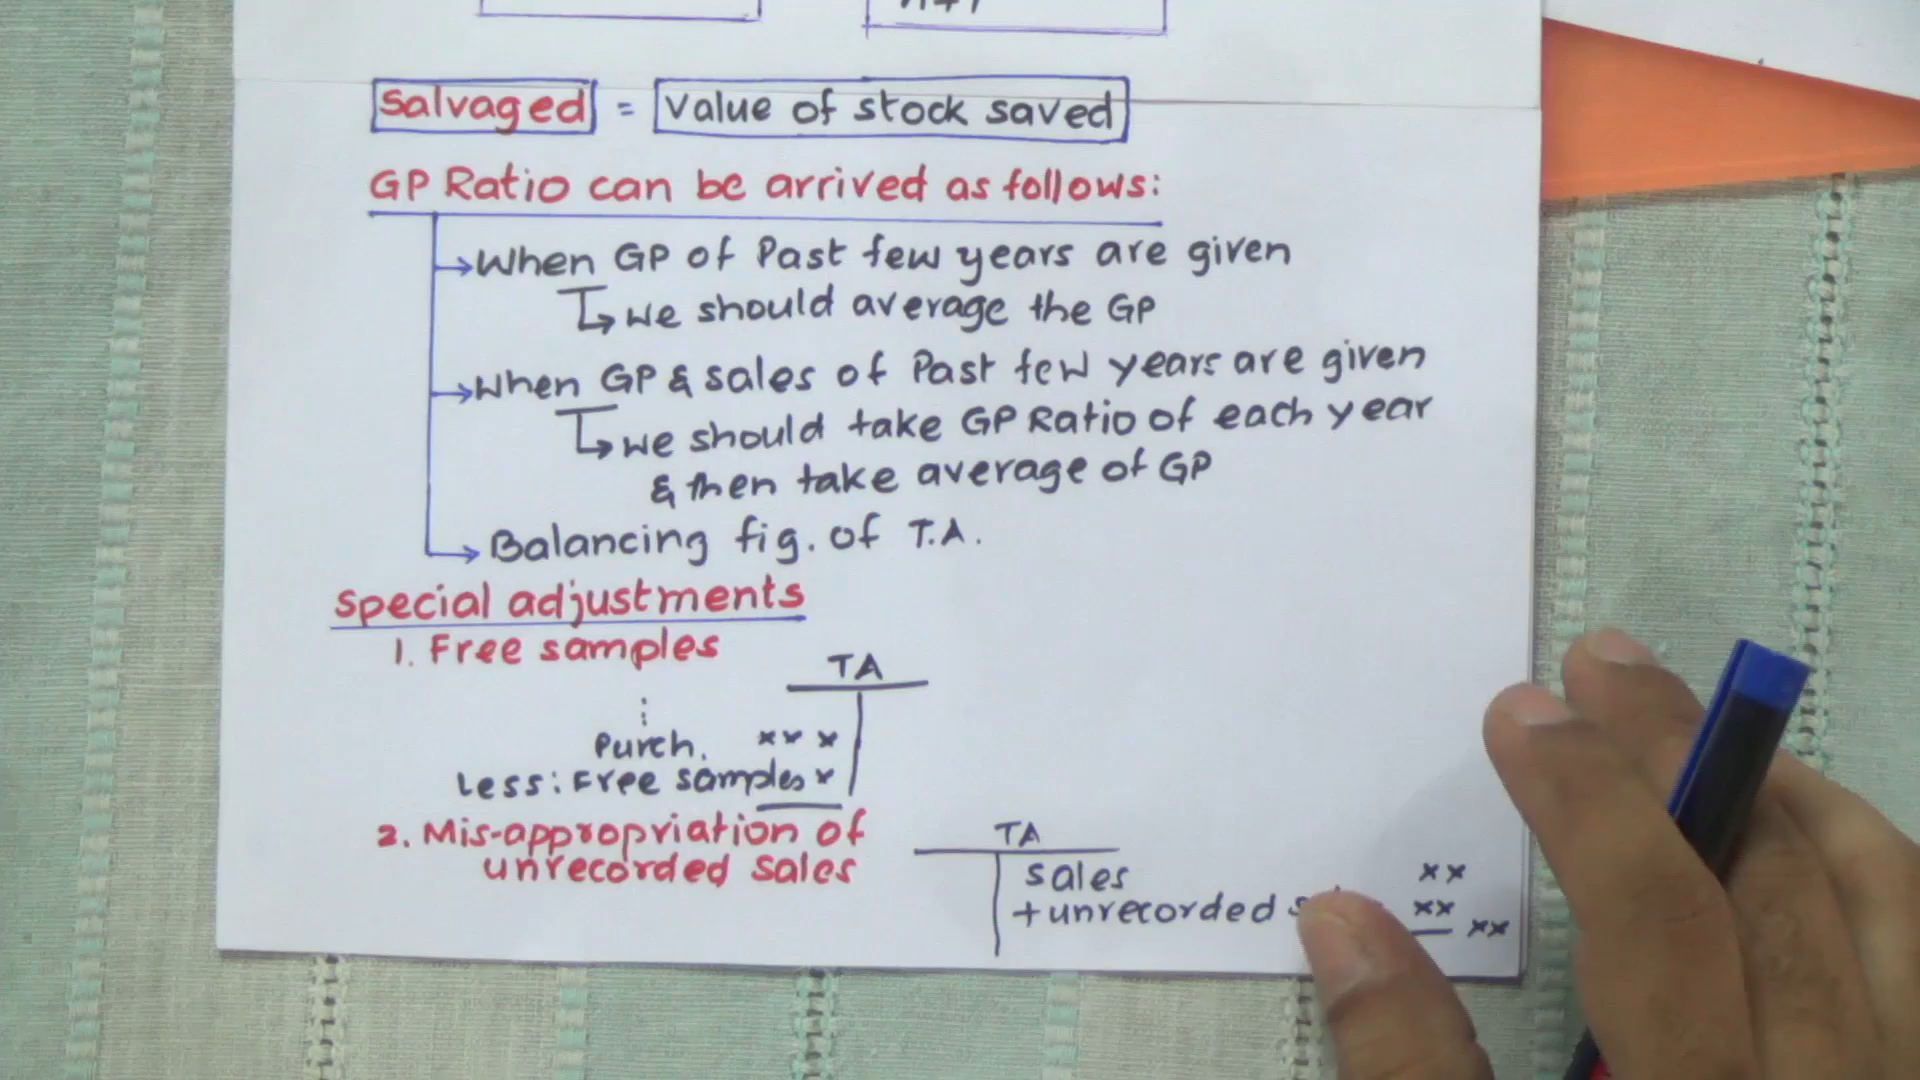 Salvaged = Value of stock saved
GP Ratio can be arrived as follows:
When GP of Past few years are given
we should average the GP
When GP & sales of Past few years are given
we should take GP Ratio of each year
& then take average of GP
Balancing fig. of T.A.
Special adjustments
1. Free samples
TA
Purch. xx x
Less: Free samples x
2. Mis-appropriation of
unrecorded sales
TA
sales xx
+unrecorded xx xx